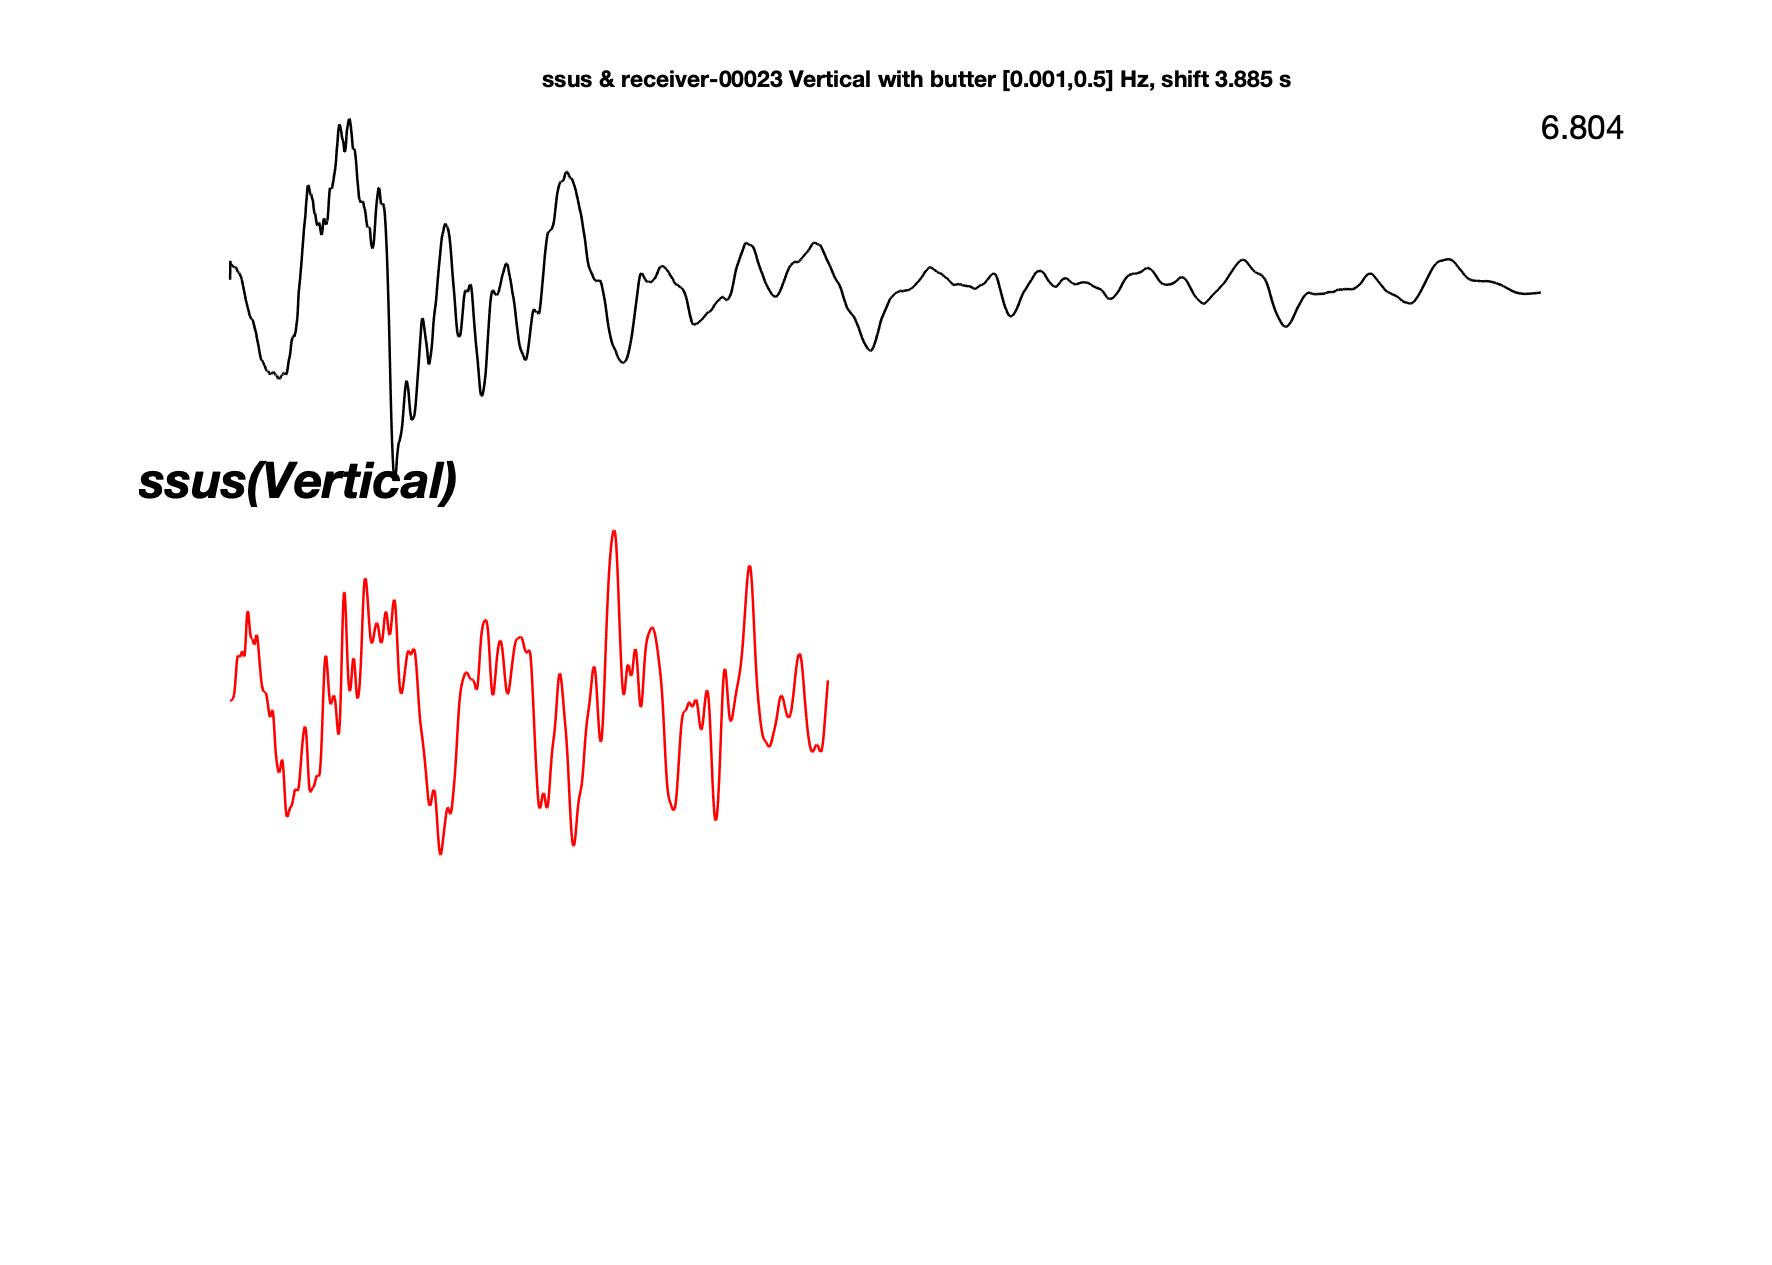 ssus & receiver-00023 Vertical with butter [0.001,0.5] Hz, shift 3.885 s
6.804
ssus(Vertical)